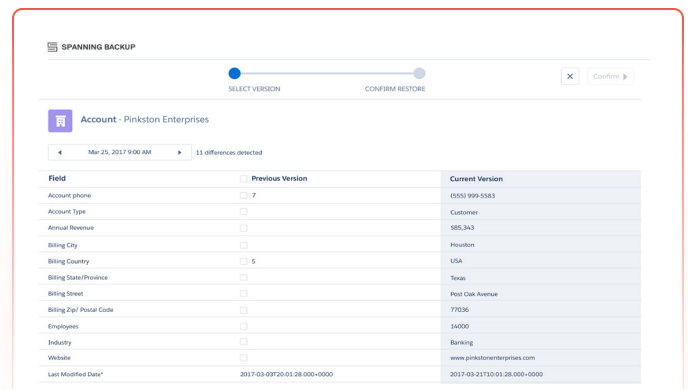 SPANNING BACKUP
SELECT VERSION CONFIRM RESTORE
Confirm
Account - Pinkston Enterprises
Mar 25, 2017 9:00 AM 11 differences detected
Field Previous Version Current Version
Account phone 7 (555) 999-5583
Account Type Customer
Annual Revenue $85,343
Billing City Houston
Billing Country 5 USA
Billing State/Province Texas
Billing Street Post Oak Avenue
Billing Zip/ Postal Code 77036
Employees 14000
Industry Banking
Website www.pinkstonenterprises.com
Last Modified Date* 2017-03-03T20:01:28.000+0000 2017-03-21T10:01:28.000+0000